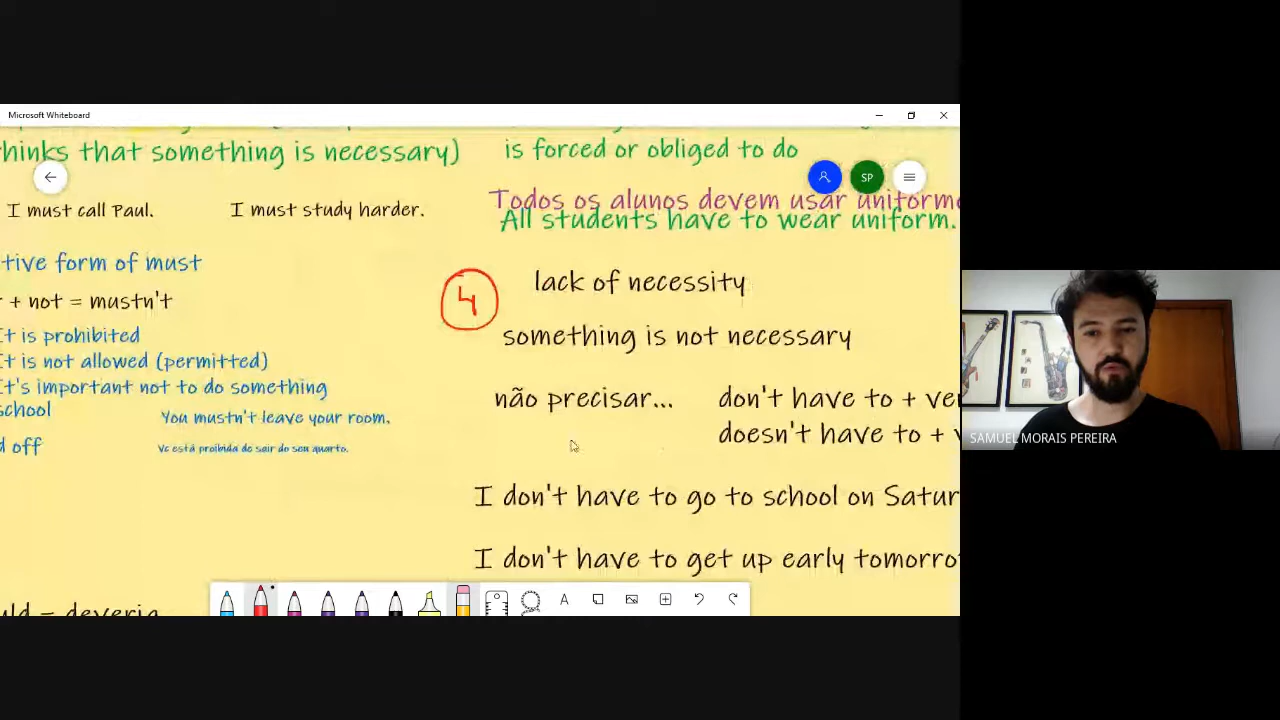 Microsoft Whiteboard
thinks that something is necessary)
I must call Paul.
I must study harder.
tive form of must
+ not = mustn't
It is prohibited
It is not allowed (permitted)
It's important not to do something
school
You mustn't leave your room.
d off
Vc está proibida de sair do seu quarto.
uld = deveria
is forced or obliged to do
Todos os alunos devem usar uniforme
All students have to wear uniform.
4
lack of necessity
something is not necessary
não precisar...
don't have to + ve
doesn't have to + v
I don't have to go to school on Satur
I don't have to get up early tomorro
SP
A
SAMUEL MORAIS PEREIRA